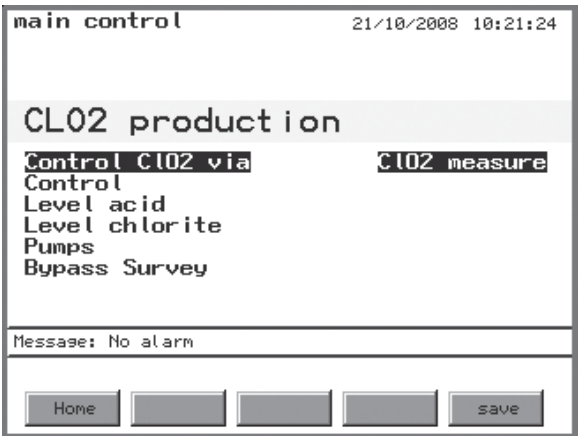 main control 21/10/2008 10:21:24
CLO2 production
Control ClO2 via ClO2 measure
Control
Level acid
Level chlorite
Pumps
Bypass Survey
Message: No alarm
Home save